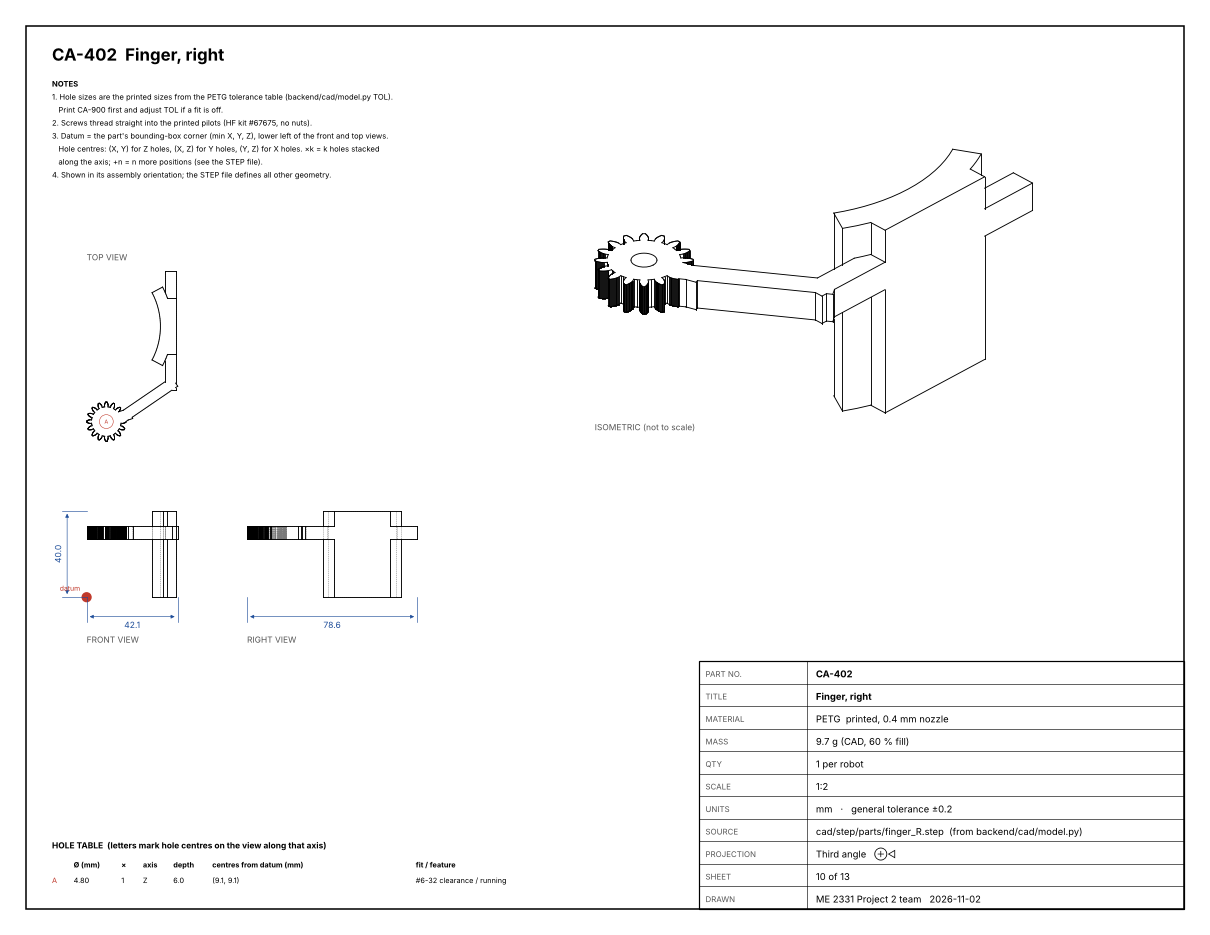 CA-402 Finger, right
NOTES
1. Hole sizes are the printed sizes from the PETG tolerance table (backend/cad/model.py TOL).
Print CA-900 first and adjust TOL if a fit is off.
2. Screws thread straight into the printed pilots (HF kit #67675, no nuts).
3. Datum = the part's bounding-box corner (min X, Y, Z), lower left of the front and top views.
Hole centres: (X, Y) for Z holes, (X, Z) for Y holes, (Y, Z) for X holes. ×k = k holes stacked
along the axis; +n = n more positions (see the STEP file).
4. Shown in its assembly orientation; the STEP file defines all other geometry.
TOP VIEW
A
ISOMETRIC (not to scale)
40.0
datum
42.1
78.6
FRONT VIEW
RIGHT VIEW
PART NO. CA-402
TITLE Finger, right
MATERIAL PETG printed, 0.4 mm nozzle
MASS 9.7 g (CAD, 60 % fill)
QTY 1 per robot
SCALE 1:2
UNITS mm · general tolerance ±0.2
SOURCE cad/step/parts/finger_R.step (from backend/cad/model.py)
PROJECTION Third angle
SHEET 10 of 13
DRAWN ME 2331 Project 2 team 2026-11-02
HOLE TABLE (letters mark hole centres on the view along that axis)
Ø (mm) × axis depth centres from datum (mm) fit / feature
A 4.80 1 Z 6.0 (9.1, 9.1) #6-32 clearance / running